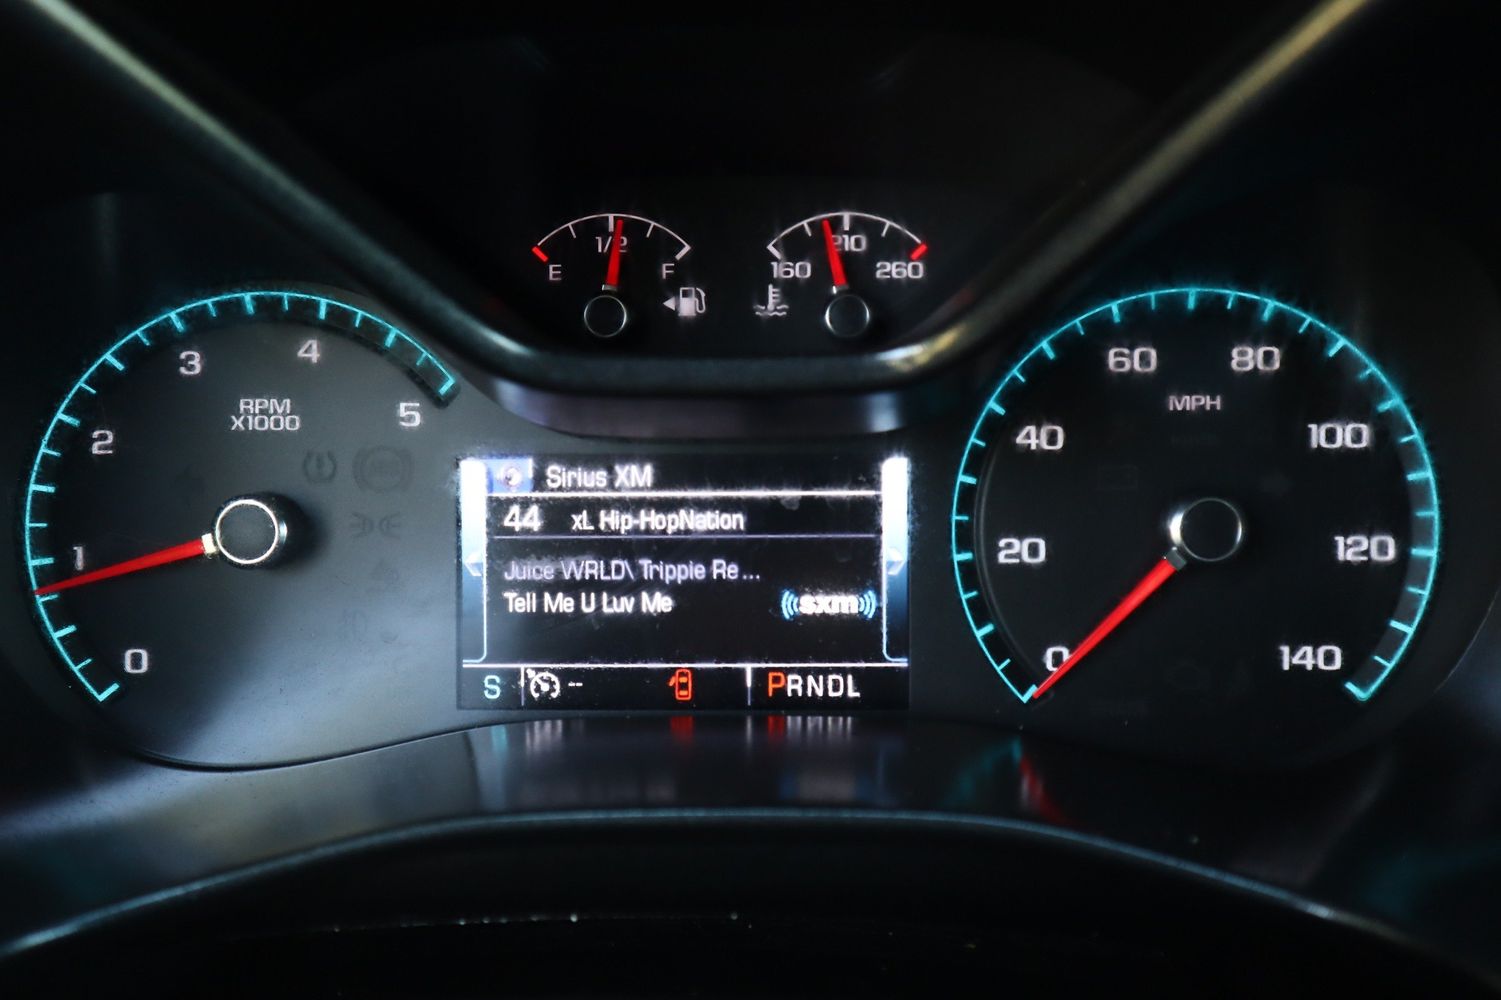 1/2
E F
210
160 260
0 1 2 3 4 5
RPM
X1000
Sirius XM
44 xL Hip-HopNation
Juice WRLD\ Trippie Re...
Tell Me U Luv Me
((sxm))
S -- PRNDL
0 20 40 60 80 100 120 140
MPH